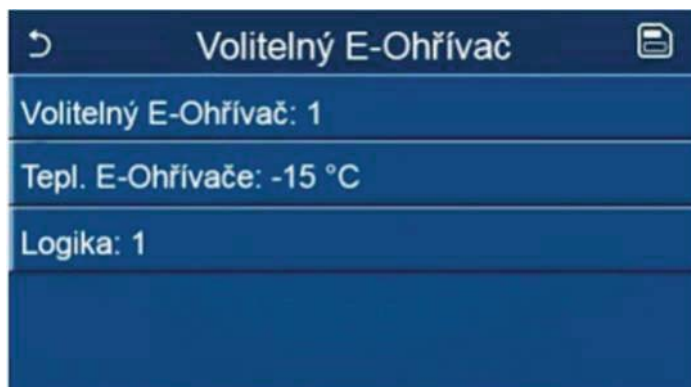 Volitelný E-Ohřívač
Volitelný E-Ohřívač: 1
Tepl. E-Ohřívače: -15 °C
Logika: 1